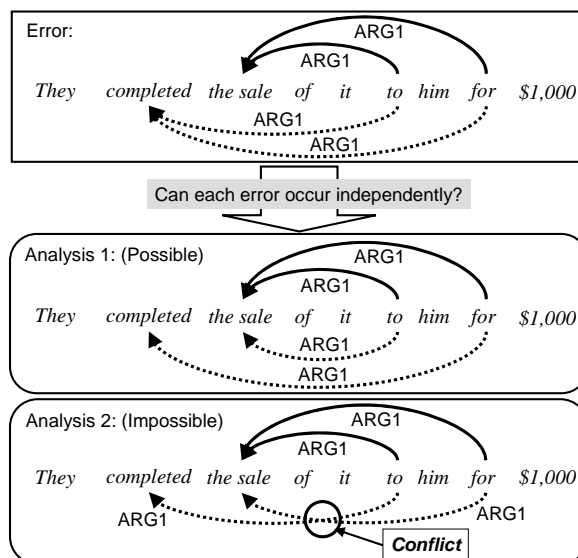 Error:
ARG1
ARG1
They completed the sale of it to him for $1,000
ARG1
ARG1
Can each error occur independently?
Analysis 1: (Possible)
ARG1
ARG1
They completed the sale of it to him for $1,000
ARG1
ARG1
Analysis 2: (Impossible)
ARG1
ARG1
They completed the sale of it to him for $1,000
ARG1 ARG1
Conflict